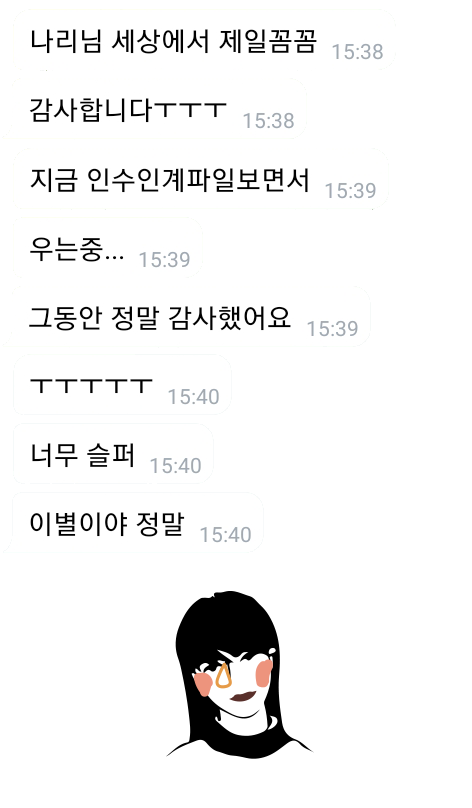 나리님 세상에서 제일꼼꼼 15:38
감사합니다ㅜㅜㅜ 15:38
지금 인수인계파일보면서 15:39
우는중... 15:39
그동안 정말 감사했어요 15:39
ㅜㅜㅜㅜㅜ 15:40
너무 슬퍼 15:40
이별이야 정말 15:40